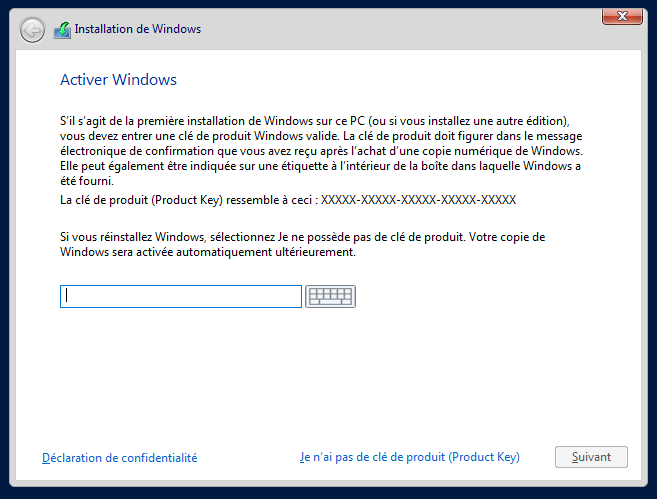 Installation de Windows
Activer Windows
S’il s’agit de la première installation de Windows sur ce PC (ou si vous installez une autre édition),
vous devez entrer une clé de produit Windows valide. La clé de produit doit figurer dans le message
électronique de confirmation que vous avez reçu après l’achat d’une copie numérique de Windows.
Elle peut également être indiquée sur une étiquette à l’intérieur de la boîte dans laquelle Windows a
été fourni.
La clé de produit (Product Key) ressemble à ceci : XXXXX-XXXXX-XXXXX-XXXXX-XXXXX
Si vous réinstallez Windows, sélectionnez Je ne possède pas de clé de produit. Votre copie de
Windows sera activée automatiquement ultérieurement.
Déclaration de confidentialité
Je n’ai pas de clé de produit (Product Key)
Suivant